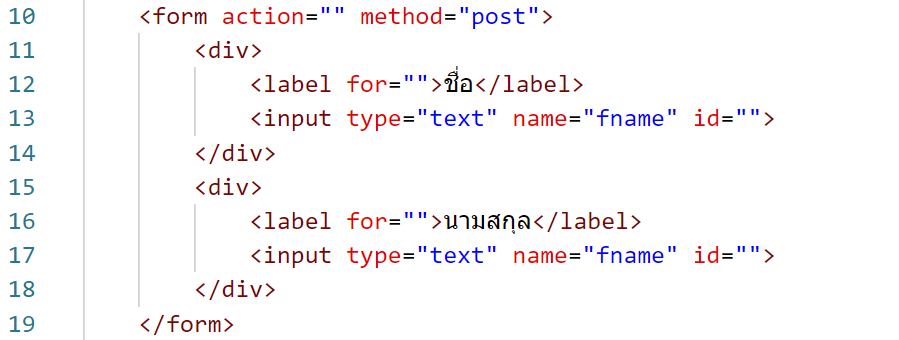 10 <form action="" method="post">
11 <div>
12 <label for="">ชื่อ</label>
13 <input type="text" name="fname" id="">
14 </div>
15 <div>
16 <label for="">นามสกุล</label>
17 <input type="text" name="fname" id="">
18 </div>
19 </form>